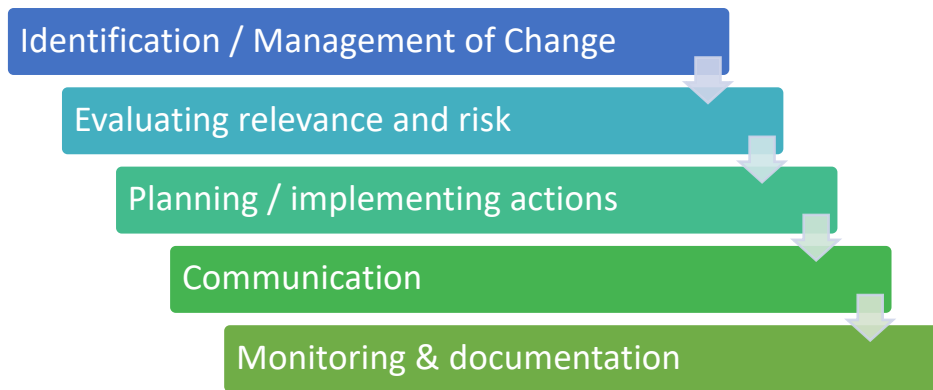 Identification / Management of Change
Evaluating relevance and risk
Planning / implementing actions
Communication
Monitoring & documentation